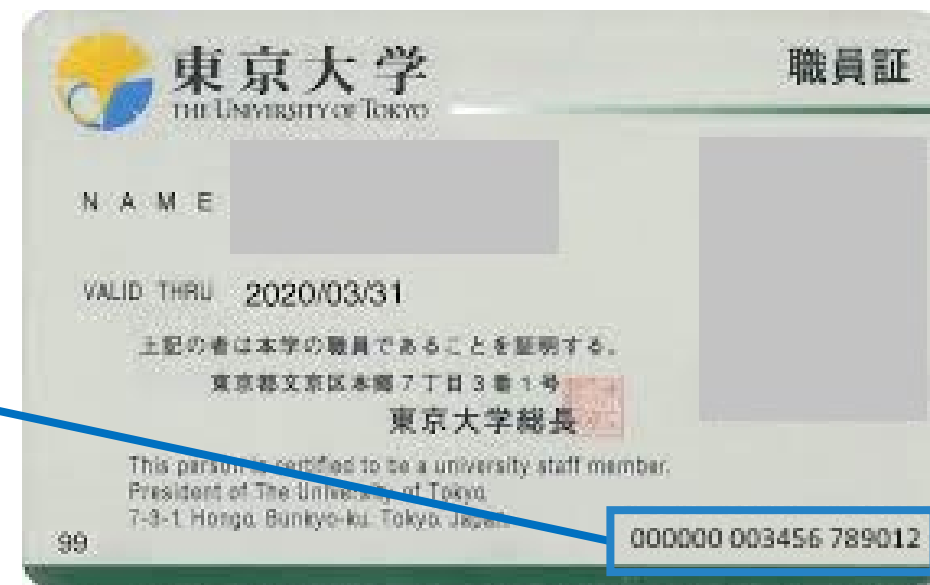 東京大学
THE UNIVERSITY OF TOKYO
職員証
NAME
VALID THRU 2020/03/31
上記の者は本学の職員であることを証明する。
東京都文京区本郷7丁目3番1号
東京大学総長
This person is certified to be a university staff member.
President of The University of Tokyo
7-3-1 Hongo, Bunkyo-ku, Tokyo, Japan
99
000000 003456 789012